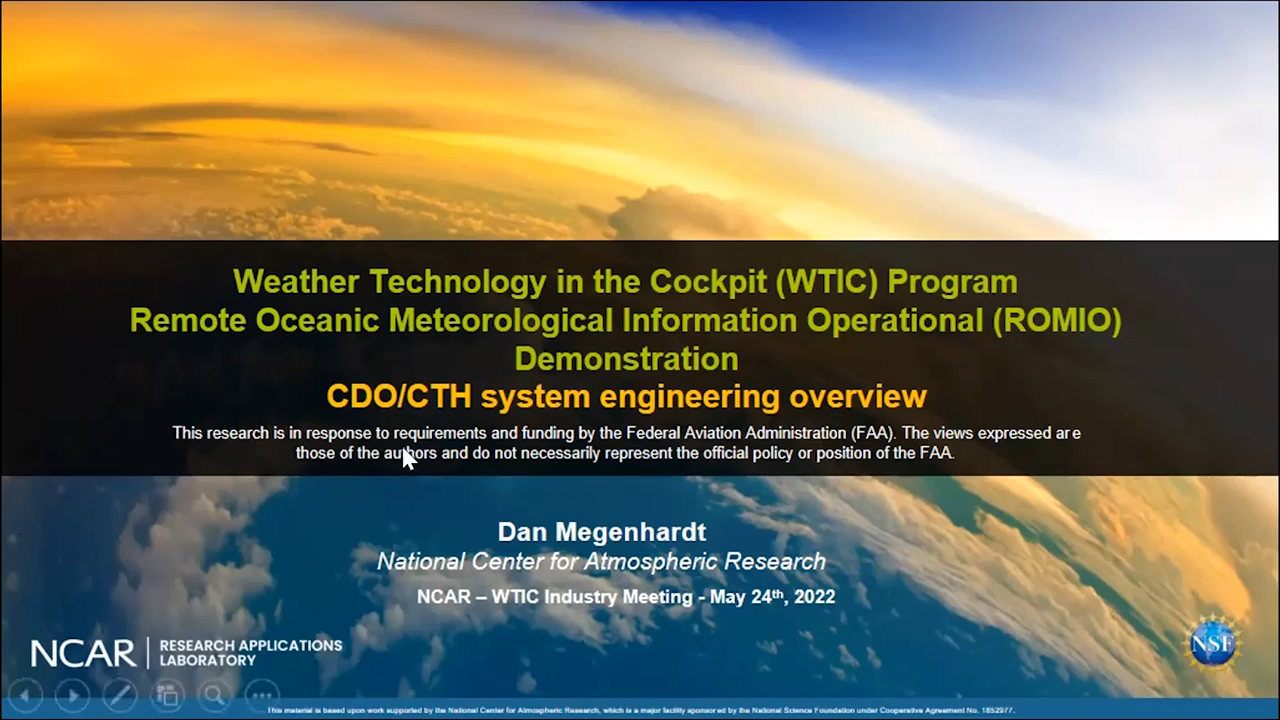 Weather Technology in the Cockpit (WTIC) Program
Remote Oceanic Meteorological Information Operational (ROMIO)
Demonstration
CDO/CTH system engineering overview
This research is in response to requirements and funding by the Federal Aviation Administration (FAA). The views expressed are
those of the authors and do not necessarily represent the official policy or position of the FAA.
Dan Megenhardt
National Center for Atmospheric Research
NCAR – WTIC Industry Meeting - May 24th, 2022
NCAR | RESEARCH APPLICATIONS
LABORATORY
NSF
This material is based upon work supported by the National Center for Atmospheric Research, which is a major facility sponsored by the National Science Foundation under Cooperative Agreement No. 1852977.